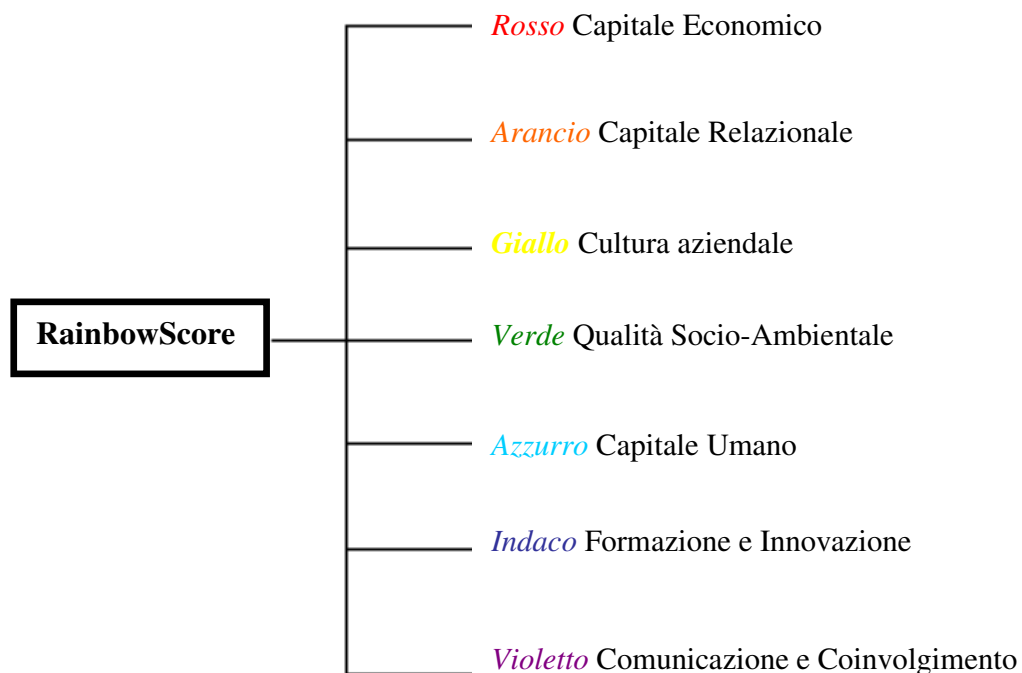 Rosso Capitale Economico
Arancio Capitale Relazionale
Giallo Cultura aziendale
RainbowScore
Verde Qualità Socio-Ambientale
Azzurro Capitale Umano
Indaco Formazione e Innovazione
Violetto Comunicazione e Coinvolgimento